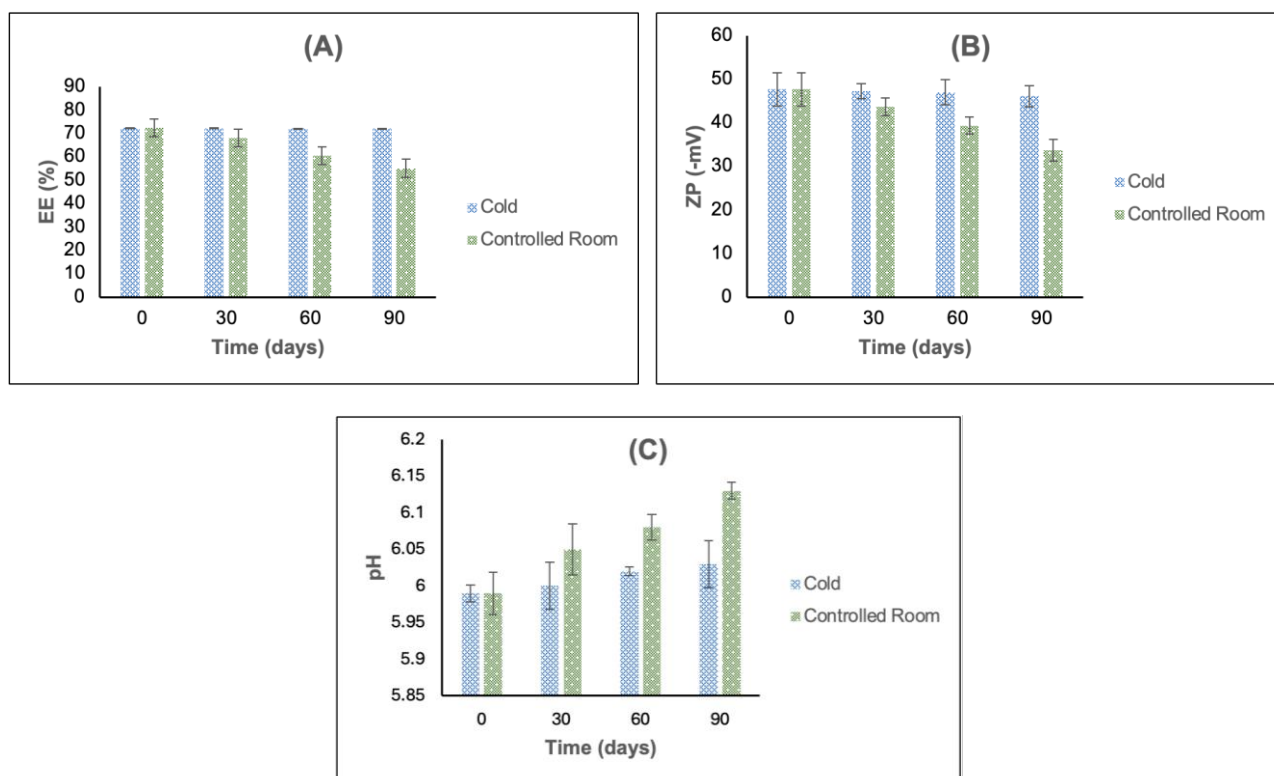 (A)
90
80
70
60
50
40
30
20
10
0
EE (%)
0 30 60 90
Time (days)
Cold
Controlled Room
(B)
60
50
40
30
20
10
0
ZP (-mV)
0 30 60 90
Time (days)
Cold
Controlled Room
(C)
6.2
6.15
6.1
6.05
6
5.95
5.9
5.85
pH
0 30 60 90
Time (days)
Cold
Controlled Room